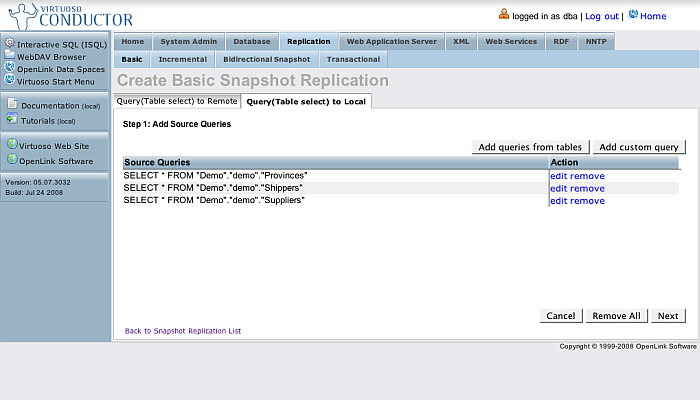 VIRTUOSO
CONDUCTOR
logged in as dba | Log out | Home
Interactive SQL (ISQL)
WebDAV Browser
OpenLink Data Spaces
Virtuoso Start Menu
Documentation (local)
Tutorials (local)
Virtuoso Web Site
OpenLink Software
Version: 05.07.3032
Build: Jul 24 2008
Home System Admin Database Replication Web Application Server XML Web Services RDF NNTP
Basic Incremental Bidirectional Snapshot Transactional
Create Basic Snapshot Replication
Query(Table select) to Remote Query(Table select) to Local
Step 1: Add Source Queries
Add queries from tables Add custom query
Source Queries Action
SELECT * FROM "Demo"."demo"."Provinces" edit remove
SELECT * FROM "Demo"."demo"."Shippers" edit remove
SELECT * FROM "Demo"."demo"."Suppliers" edit remove
Cancel Remove All Next
Back to Snapshot Replication List
Copyright © 1999-2008 OpenLink Software